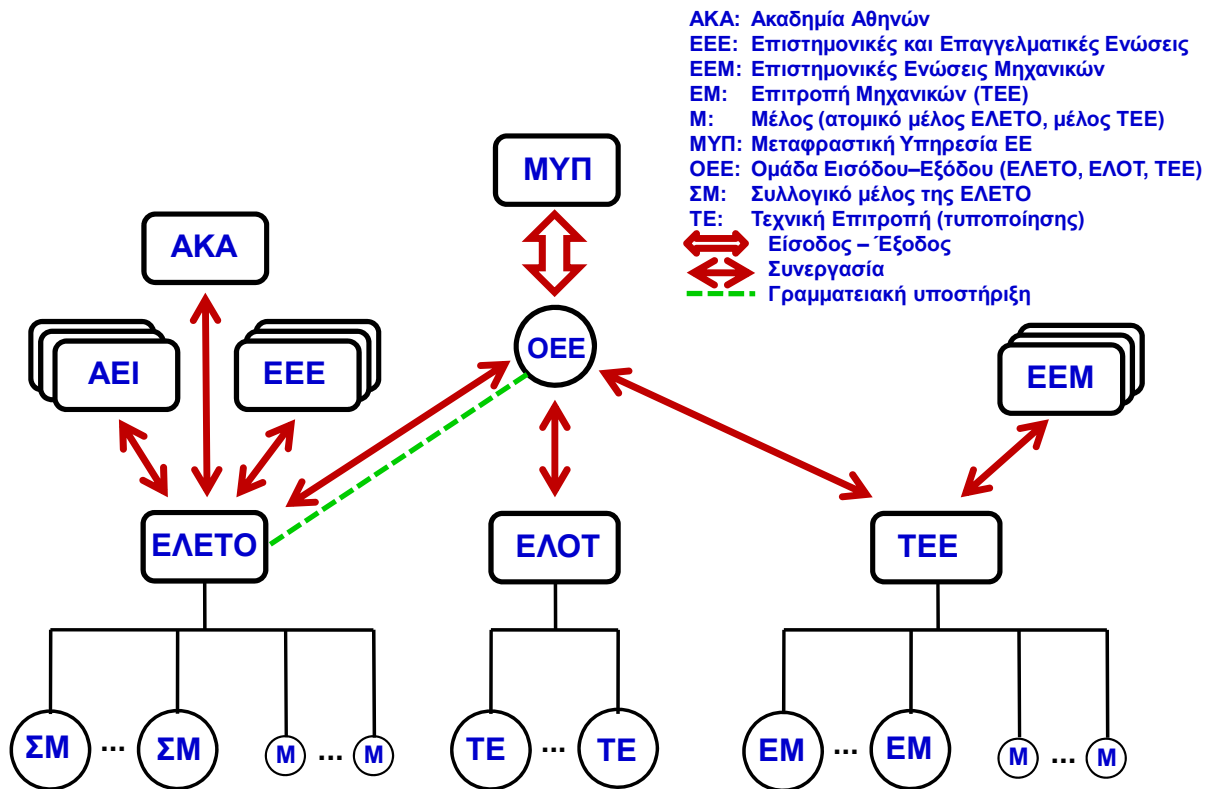 ΑΚΑ: Ακαδημία Αθηνών
ΕΕΕ: Επιστημονικές και Επαγγελματικές Ενώσεις
ΕΕΜ: Επιστημονικές Ενώσεις Μηχανικών
ΕΜ: Επιτροπή Μηχανικών (ΤΕΕ)
Μ: Μέλος (ατομικό μέλος ΕΛΕΤΟ, μέλος ΤΕΕ)
ΜΥΠ: Μεταφραστική Υπηρεσία ΕΕ
ΟΕΕ: Ομάδα Εισόδου–Εξόδου (ΕΛΕΤΟ, ΕΛΟΤ, ΤΕΕ)
ΣΜ: Συλλογικό μέλος της ΕΛΕΤΟ
ΤΕ: Τεχνική Επιτροπή (τυποποίησης)
Είσοδος – Έξοδος
Συνεργασία
Γραμματειακή υποστήριξη
ΜΥΠ
ΑΚΑ
ΟΕΕ
ΑΕΙ ΕΕΕ ΕΕΜ
ΕΛΕΤΟ ΕΛΟΤ ΤΕΕ
ΣΜ ... ΣΜ Μ ... Μ ΤΕ ... ΤΕ ΕΜ ... ΕΜ Μ ... Μ